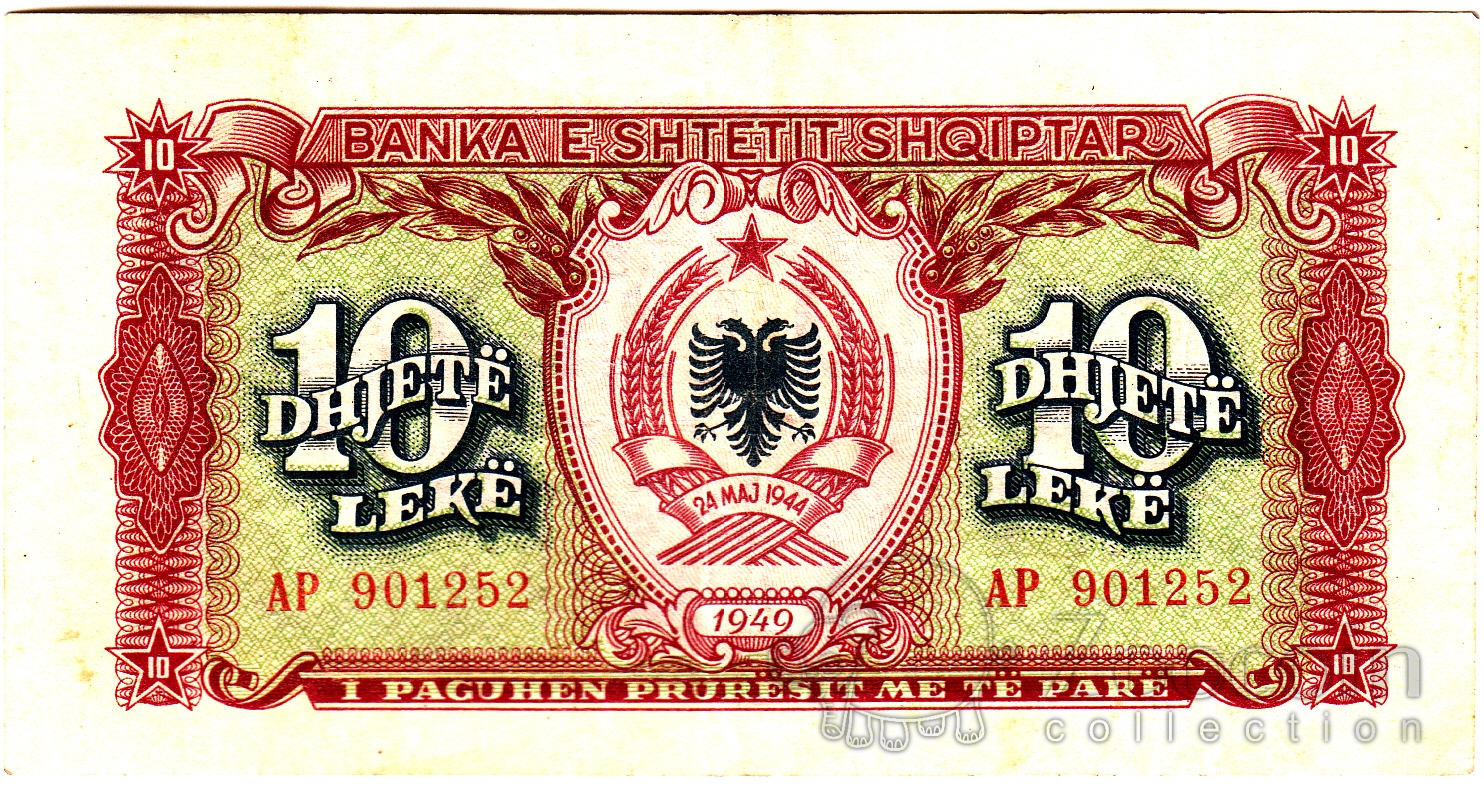 BANKA E SHTETIT SHQIPTAR
10
10
10
DHJETË
LEKË
10
DHJETË
LEKË
24 MAJ 1944
AP 901252
AP 901252
1949
10
10
I PAGUHEN PRURËSIT ME TË PARË
collection